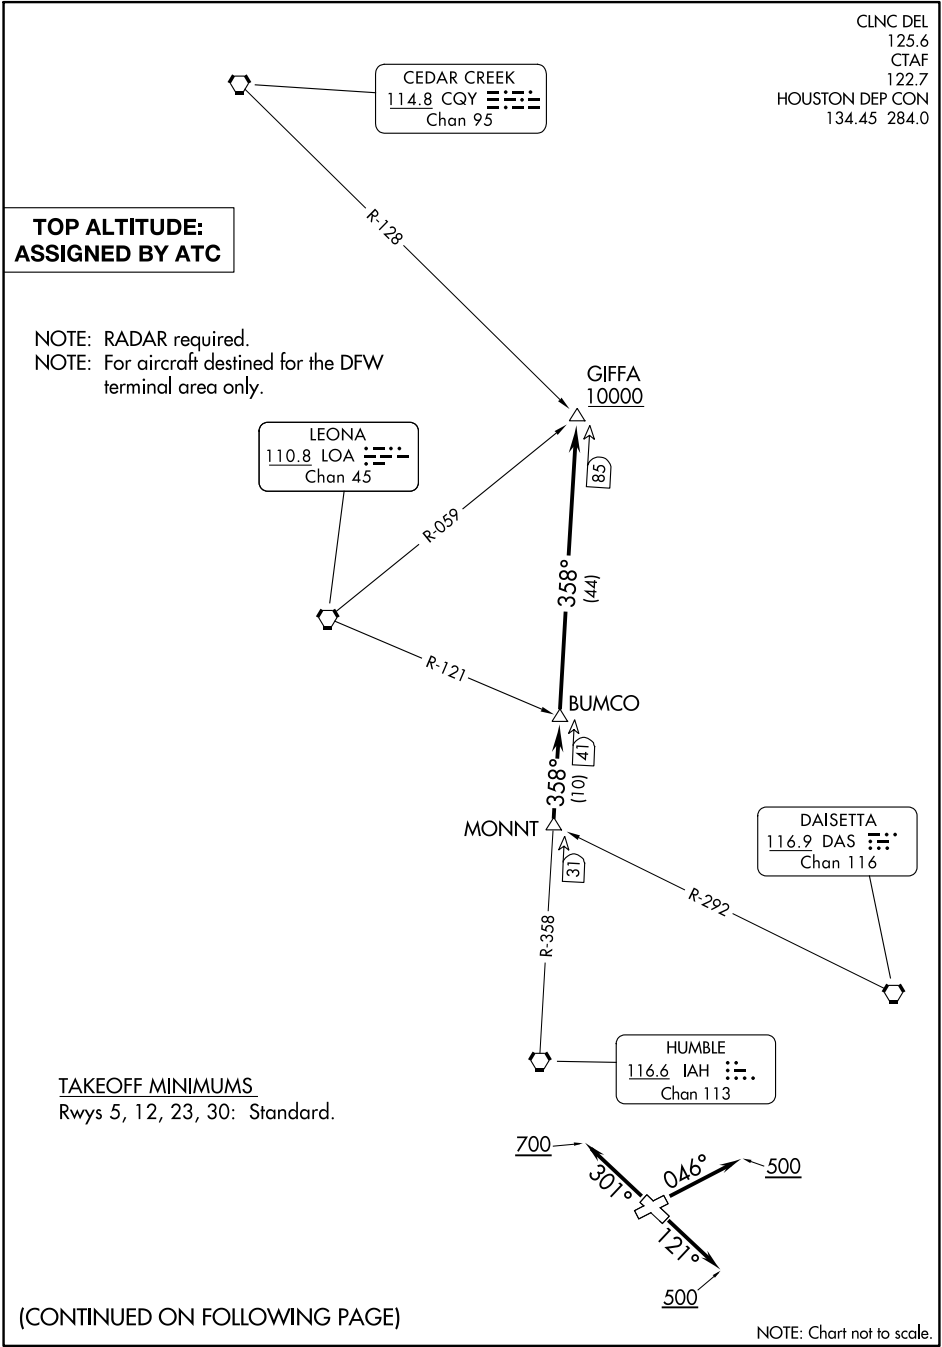 CLNC DEL
125.6
CTAF
122.7
HOUSTON DEP CON
134.45 284.0
CEDAR CREEK
114.8 CQY
Chan 95
R-128
TOP ALTITUDE:
ASSIGNED BY ATC
NOTE: RADAR required.
NOTE: For aircraft destined for the DFW
terminal area only.
GIFFA
10000
LEONA
110.8 LOA
Chan 45
85
R-059
358°
(44)
R-121
BUMCO
41
358°
(10)
MONNT
31
DAISETTA
116.9 DAS
Chan 116
R-292
R-358
HUMBLE
116.6 IAH
Chan 113
TAKEOFF MINIMUMS
Rwys 5, 12, 23, 30: Standard.
700
301°
046°
500
121°
500
(CONTINUED ON FOLLOWING PAGE)
NOTE: Chart not to scale.